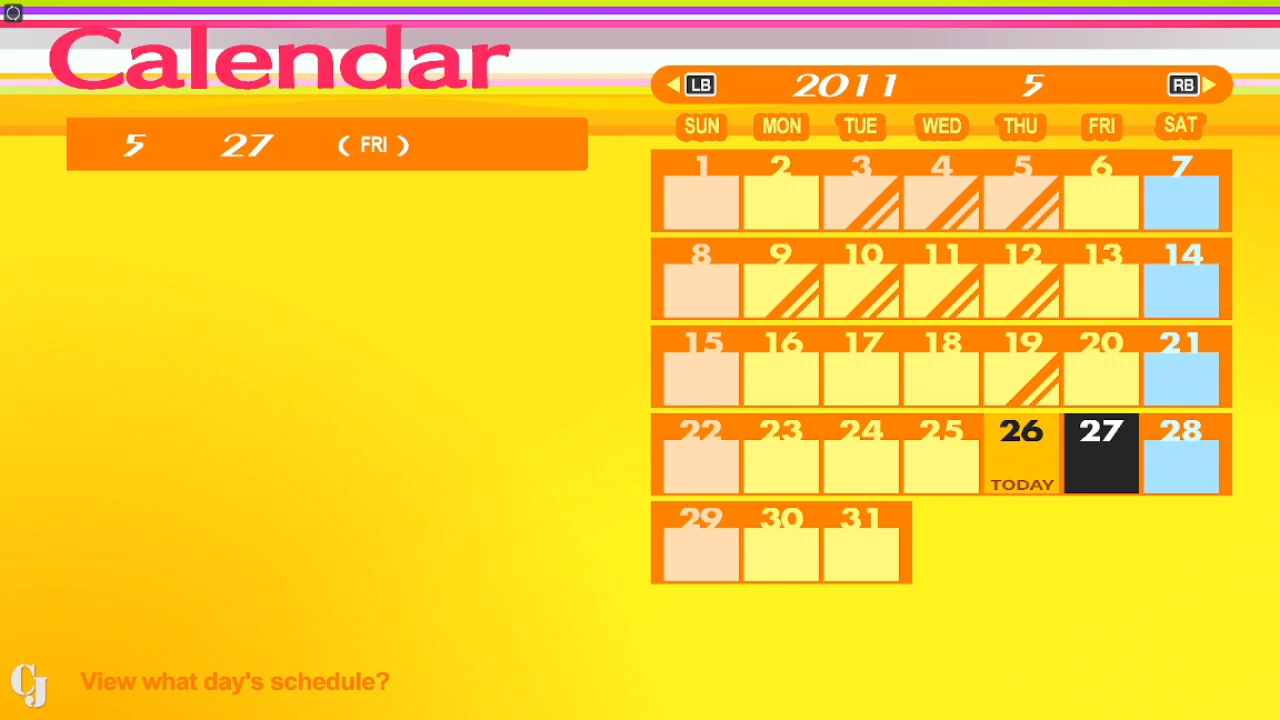 Calendar
LB 2011 5 RB
5 27 ( FRI )
SUN MON TUE WED THU FRI SAT
1 2 3 4 5 6 7
8 9 10 11 12 13 14
15 16 17 18 19 20 21
22 23 24 25 26 27 28
TODAY
29 30 31
CJ View what day's schedule?